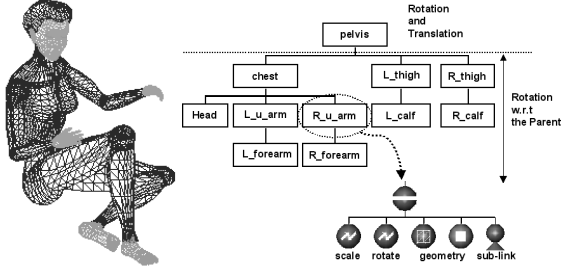 Rotation
and
Translation
pelvis
chest
L_thigh
R_thigh
Head
L_u_arm
R_u_arm
L_calf
R_calf
L_forearm
R_forearm
Rotation
w.r.t
the Parent
scale
rotate
geometry
sub-link